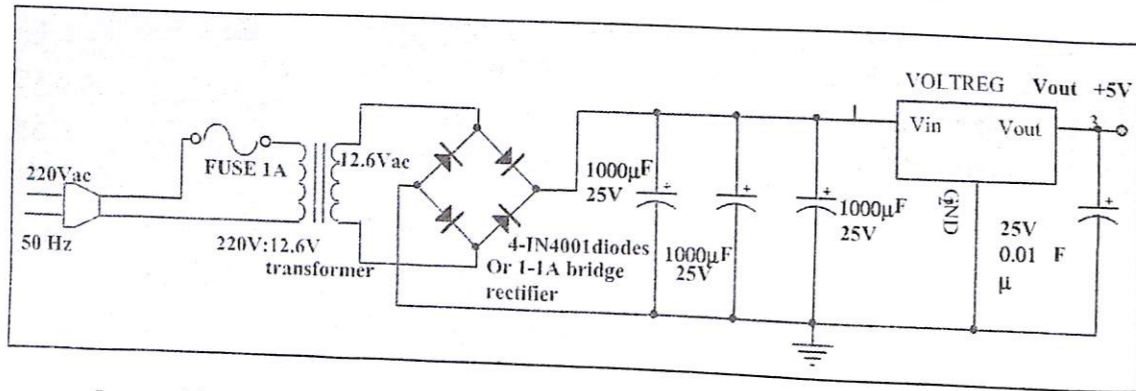 VOLTREG Vout +5V
1
Vin Vout 3
FUSE 1A
12.6Vac
220Vac
50 Hz
220V:12.6V
transformer
1000µF
25V
4-IN4001diodes
Or 1-1A bridge
rectifier
1000µF
25V
1000µF
25V
GND
25V
0.01 F
µ